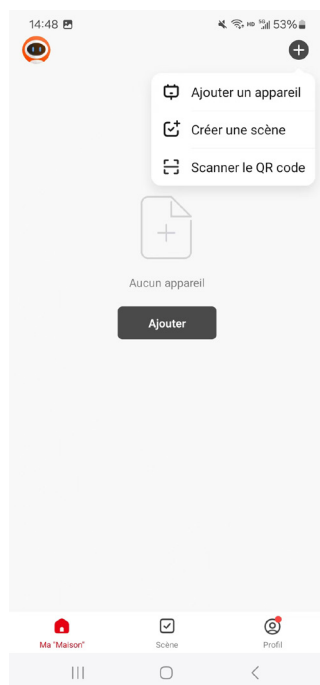 14:48
53%
Ajouter un appareil
Créer une scène
Scanner le QR code
Aucun appareil
Ajouter
Ma "Maison"
Scène
Profil